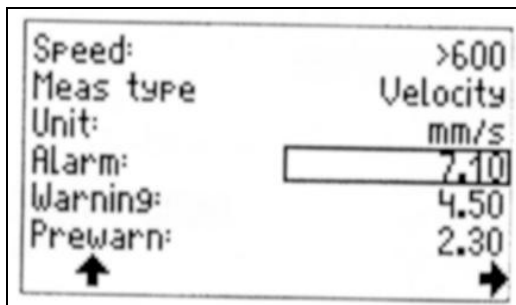 Speed: >600
Meas type Velocity
Unit: mm/s
Alarm: 7.10
Warning: 4.50
Prewarn: 2.30